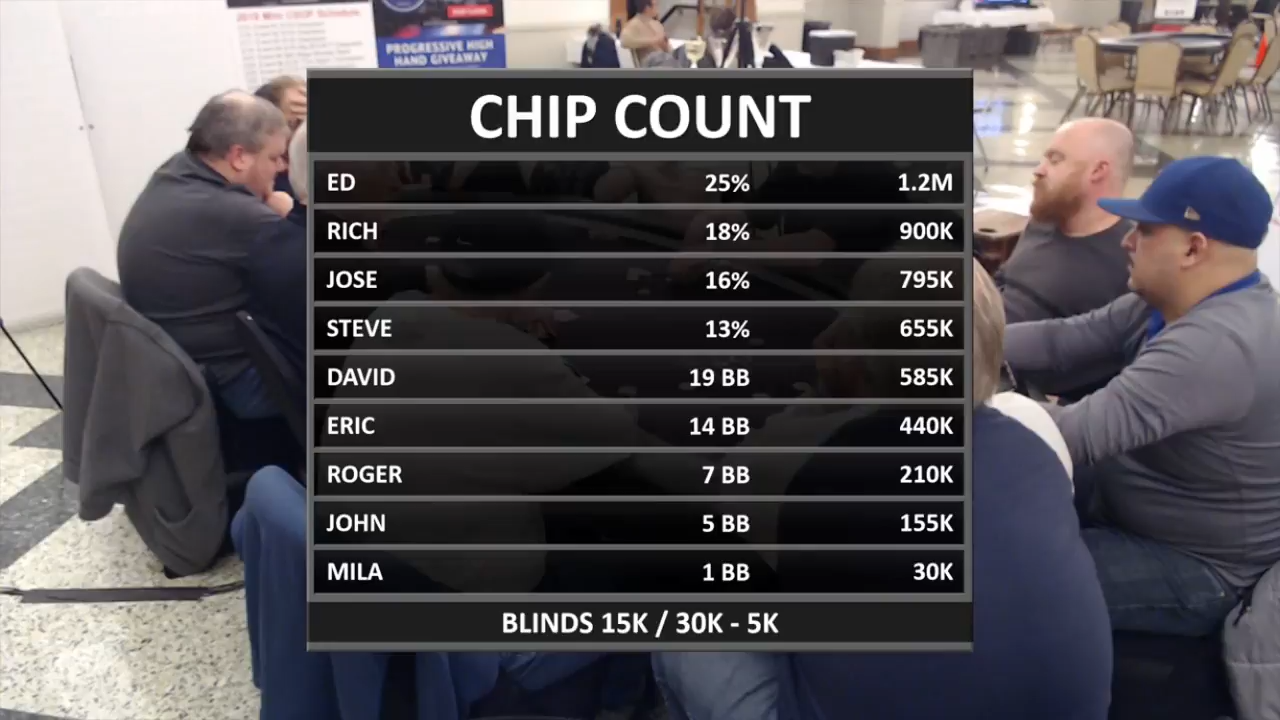 PROGRESSIVE HIGH
HAND GIVEAWAY
CHIP COUNT
ED 25% 1.2M
RICH 18% 900K
JOSE 16% 795K
STEVE 13% 655K
DAVID 19 BB 585K
ERIC 14 BB 440K
ROGER 7 BB 210K
JOHN 5 BB 155K
MILA 1 BB 30K
BLINDS 15K / 30K - 5K